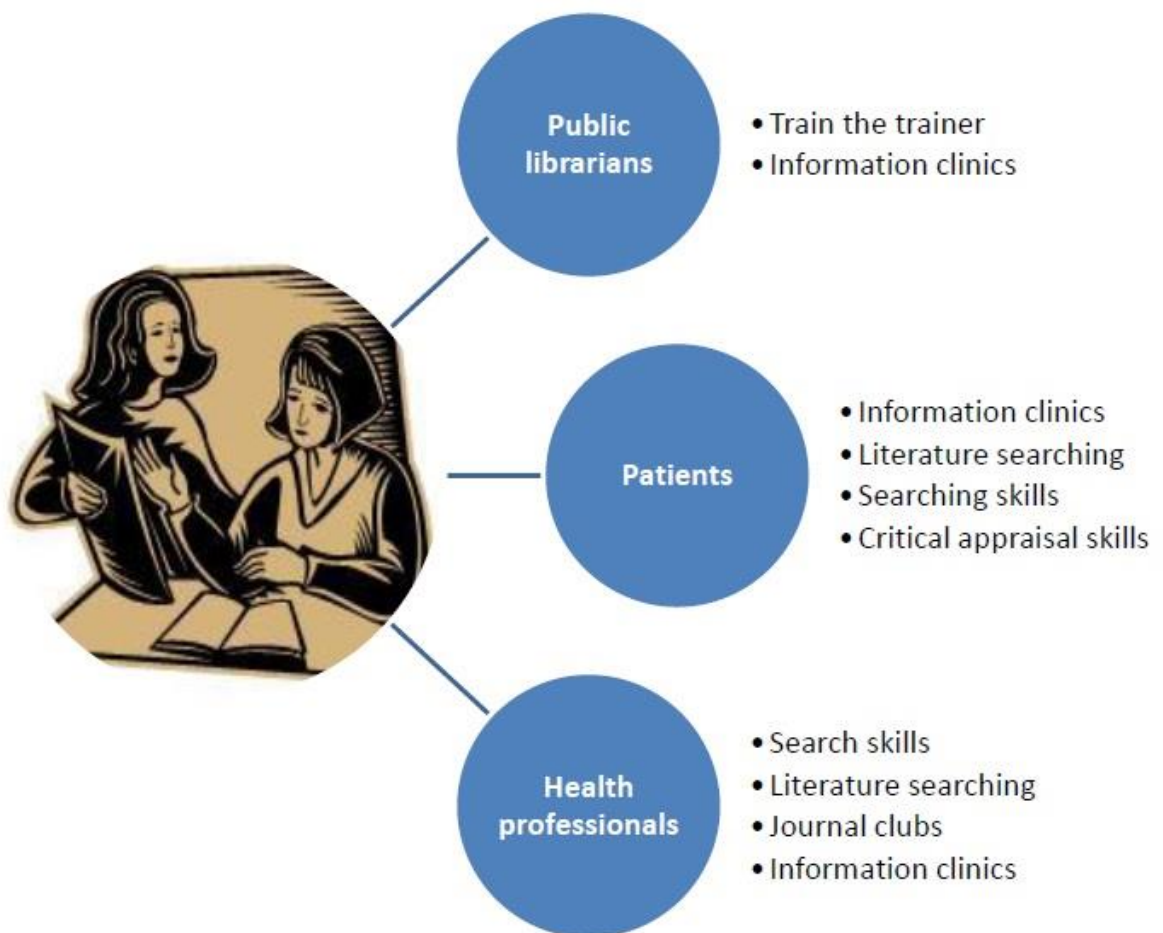 Public
librarians
• Train the trainer
• Information clinics
Patients
• Information clinics
• Literature searching
• Searching skills
• Critical appraisal skills
Health
professionals
• Search skills
• Literature searching
• Journal clubs
• Information clinics